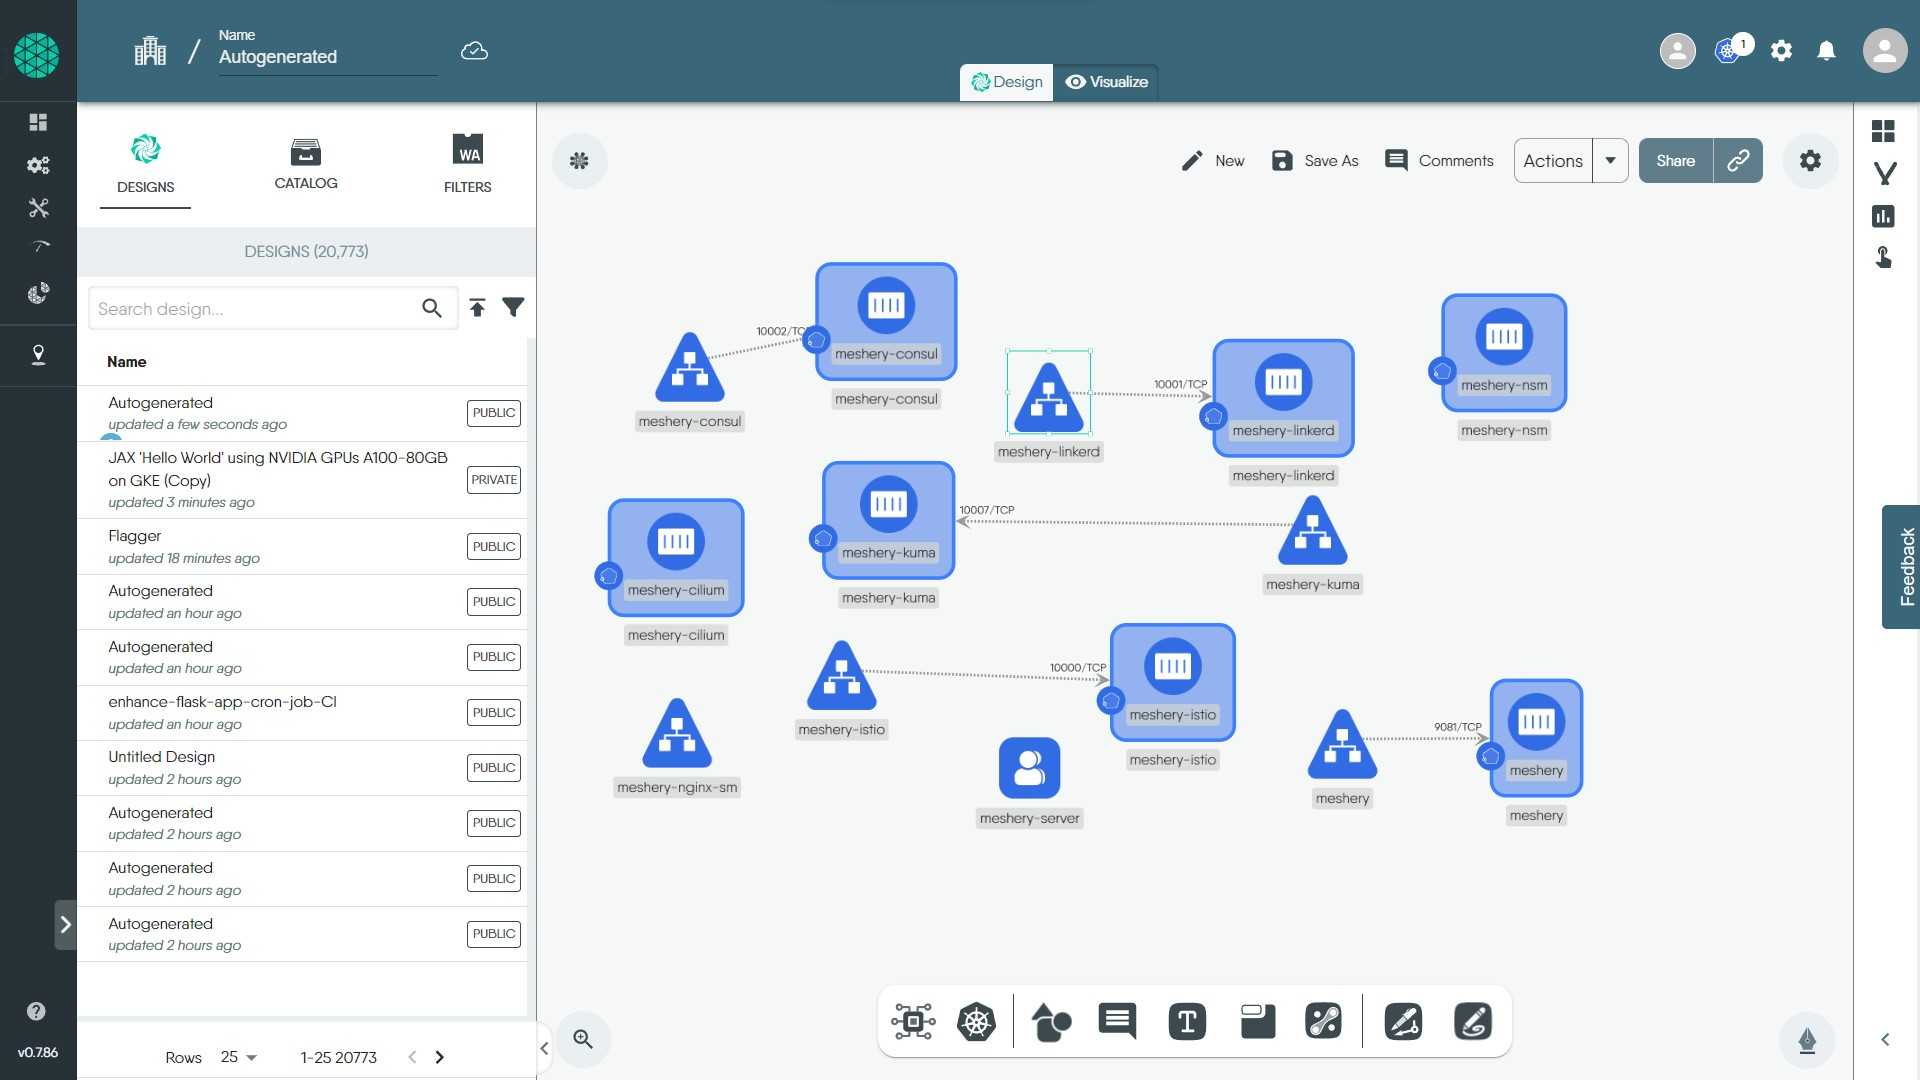 Name
Autogenerated
1
Design
Visualize
DESIGNS
CATALOG
WA
FILTERS
DESIGNS (20,773)
Search design...
Name
Autogenerated
updated a few seconds ago
PUBLIC
JAX 'Hello World' using NVIDIA GPUs A100-80GB
on GKE (Copy)
updated 3 minutes ago
PRIVATE
Flagger
updated 18 minutes ago
PUBLIC
Autogenerated
updated an hour ago
PUBLIC
Autogenerated
updated an hour ago
PUBLIC
enhance-flask-app-cron-job-CI
updated an hour ago
PUBLIC
Untitled Design
updated 2 hours ago
PUBLIC
Autogenerated
updated 2 hours ago
PUBLIC
Autogenerated
updated 2 hours ago
PUBLIC
Autogenerated
updated 2 hours ago
PUBLIC
Rows 25 1-25 20773
v0.7.86
New
Save As
Comments
Actions
Share
10002/TC
meshery-consul
meshery-consul
meshery-consul
10001/TCP
meshery-linkerd
meshery-linkerd
meshery-linkerd
meshery-nsm
meshery-nsm
10007/TCP
meshery-kuma
meshery-kuma
meshery-kuma
meshery-cilium
meshery-cilium
10000/TCP
meshery-istio
meshery-istio
meshery-istio
meshery-nginx-sm
meshery-server
9081/TCP
meshery
meshery
meshery
Feedback
T